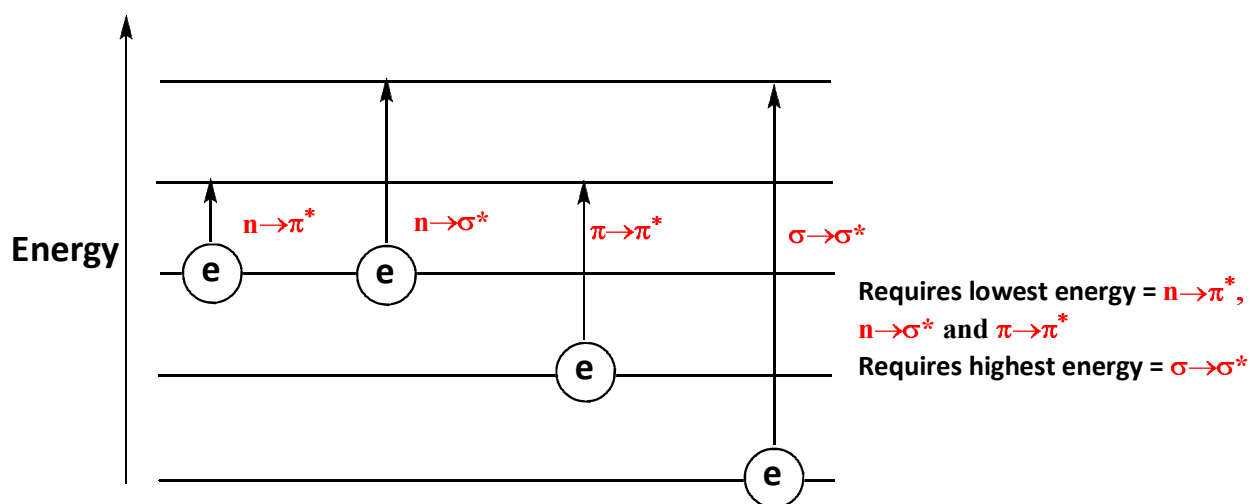 Energy
n→π*
n→σ*
π→π*
σ→σ*
e
e
e
e
Requires lowest energy = n→π*,
n→σ* and π→π*
Requires highest energy = σ→σ*